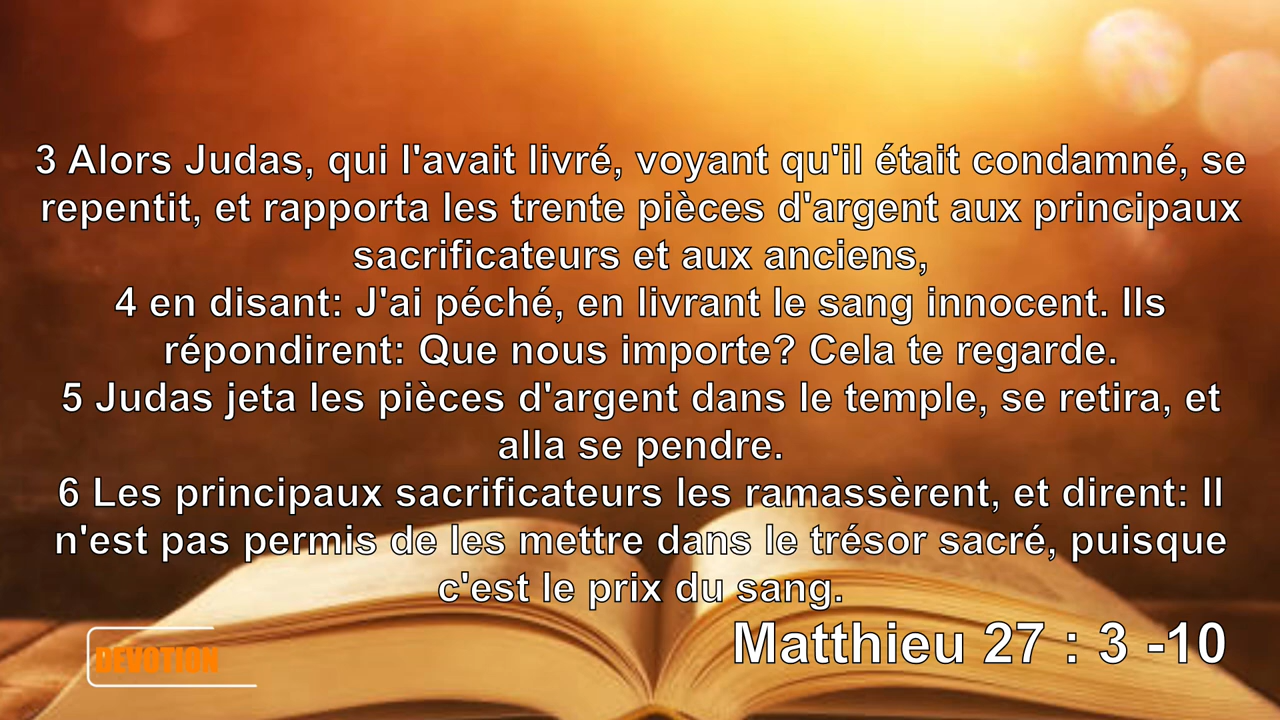 3 Alors Judas, qui l'avait livré, voyant qu'il était condamné, se
repentit, et rapporta les trente pièces d'argent aux principaux
sacrificateurs et aux anciens,
4 en disant: J'ai péché, en livrant le sang innocent. Ils
répondirent: Que nous importe? Cela te regarde.
5 Judas jeta les pièces d'argent dans le temple, se retira, et
alla se pendre.
6 Les principaux sacrificateurs les ramassèrent, et dirent: Il
n'est pas permis de les mettre dans le trésor sacré, puisque
c'est le prix du sang.
Matthieu 27 : 3 -10
DEVOTION